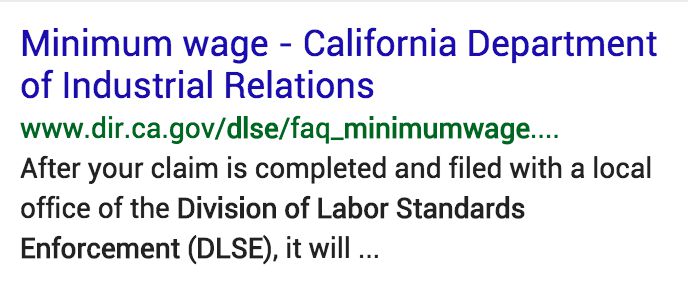 Minimum wage - California Department
of Industrial Relations
www.dir.ca.gov/dlse/faq_minimumwage....
After your claim is completed and filed with a local
office of the Division of Labor Standards
Enforcement (DLSE), it will ...